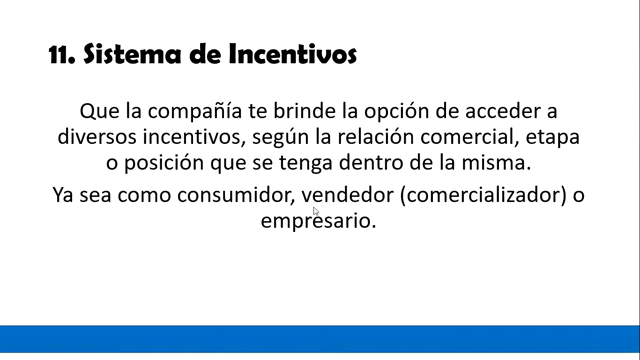 11. Sistema de Incentivos
Que la compañía te brinde la opción de acceder a
diversos incentivos, según la relación comercial, etapa
o posición que se tenga dentro de la misma.
Ya sea como consumidor, vendedor (comercializador) o
empresario.